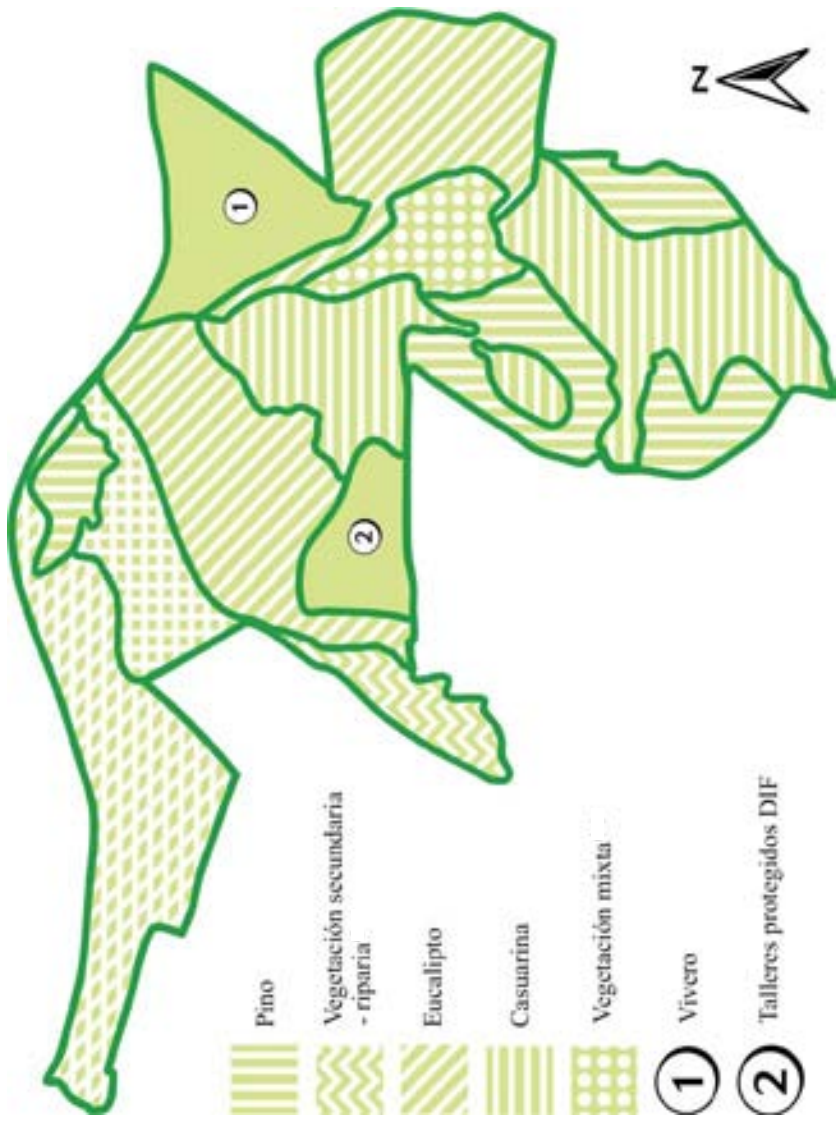 Pino
Vegetación secundaria
- riparia
Eucalipto
Casuarina
Vegetación mixta
1 Vivero
2 Talleres protegidos DIF
1
2
N